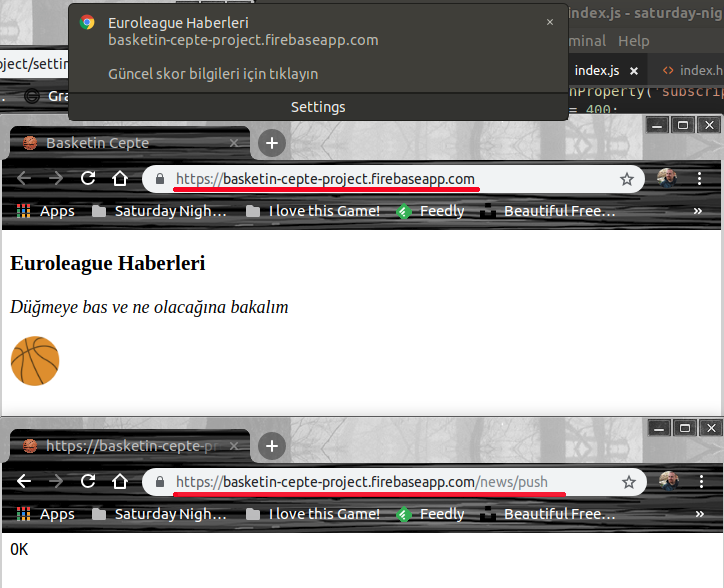 Euroleague Haberleri
basketin-cepte-project.firebaseapp.com
Güncel skor bilgileri için tıklayın
Settings
index.js - saturday-nig
minal Help
index.js
index.h
nProperty('subscrip
= 400;
oject/settin
Gra
Basketin Cepte
https://basketin-cepte-project.firebaseapp.com
Apps Saturday Nigh… I love this Game! Feedly Beautiful Free… »
Euroleague Haberleri
Düğmeye bas ve ne olacağına bakalım
https://basketin-cepte-pr
https://basketin-cepte-project.firebaseapp.com/news/push
Apps Saturday Nigh… I love this Game! Feedly Beautiful Free… »
OK